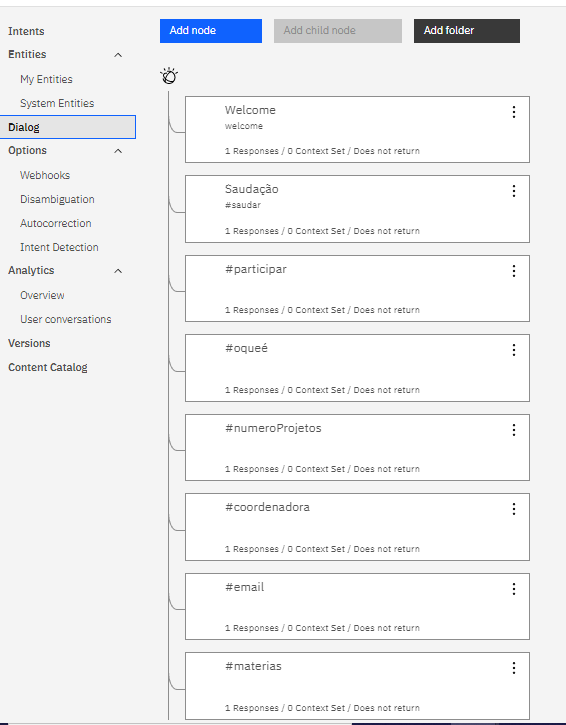 Intents
Entities
My Entities
System Entities
Dialog
Options
Webhooks
Disambiguation
Autocorrection
Intent Detection
Analytics
Overview
User conversations
Versions
Content Catalog
Add node
Add child node
Add folder
Welcome
welcome
1 Responses / 0 Context Set / Does not return
Saudação
#saudar
1 Responses / 0 Context Set / Does not return
#participar
1 Responses / 0 Context Set / Does not return
#oqueé
1 Responses / 0 Context Set / Does not return
#numeroProjetos
1 Responses / 0 Context Set / Does not return
#coordenadora
1 Responses / 0 Context Set / Does not return
#email
1 Responses / 0 Context Set / Does not return
#materias
1 Responses / 0 Context Set / Does not return